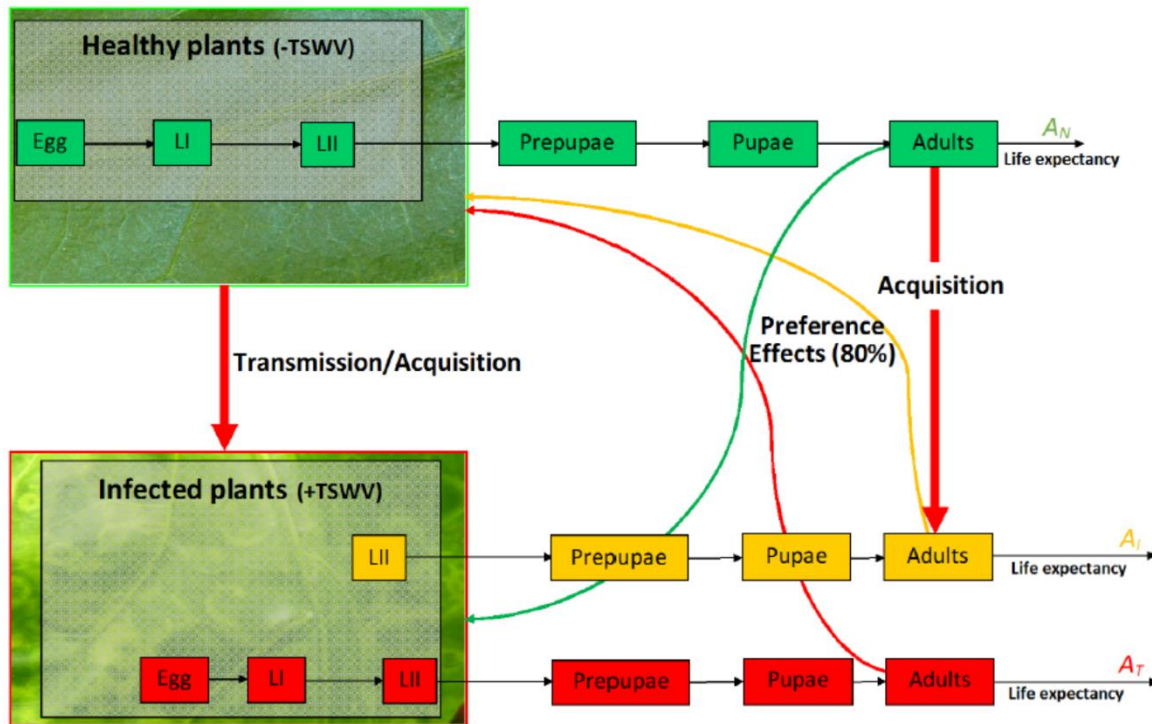 Healthy plants (-TSWV)
Egg
LI
LII
Prepupae
Pupae
Adults
A_N
Life expectancy
Acquisition
Preference
Effects (80%)
Transmission/Acquisition
Infected plants (+TSWV)
LII
Prepupae
Pupae
Adults
A_I
Life expectancy
Egg
LI
LII
Prepupae
Pupae
Adults
A_T
Life expectancy